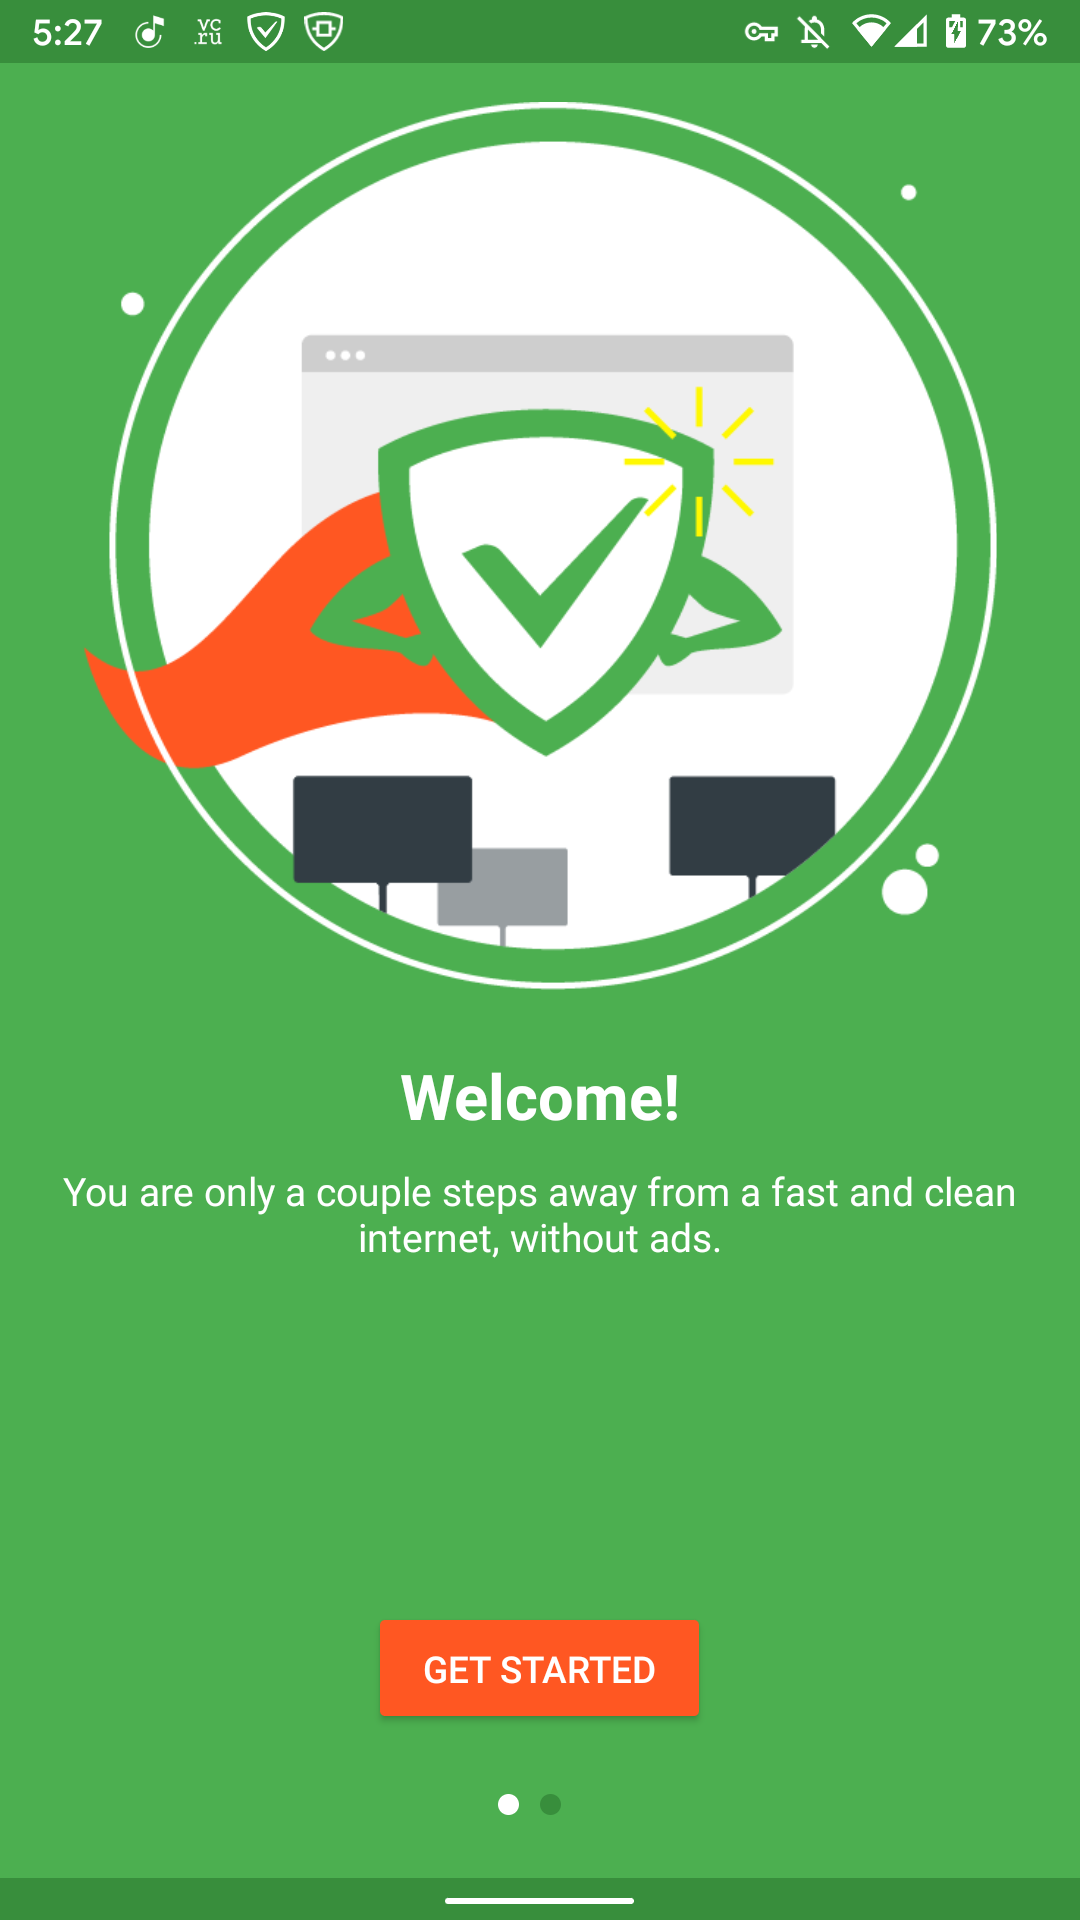 5:27
vc
.ru
73%
Welcome!
You are only a couple steps away from a fast and clean
internet, without ads.
GET STARTED